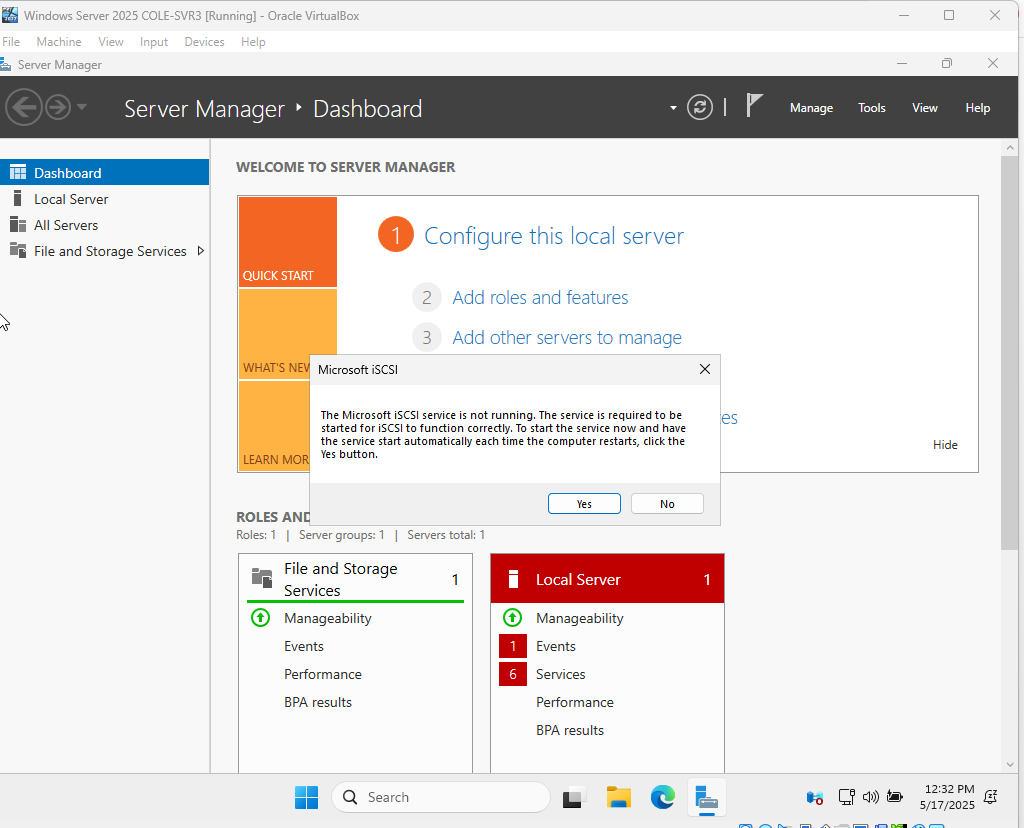 Windows Server 2025 COLE-SVR3 [Running] - Oracle VirtualBox
File Machine View Input Devices Help
Server Manager
Server Manager Dashboard
Manage Tools View Help
Dashboard
Local Server
All Servers
File and Storage Services
WELCOME TO SERVER MANAGER
QUICK START
WHAT'S NEW
LEARN MOR
1 Configure this local server
2 Add roles and features
3 Add other servers to manage
es
Hide
Microsoft iSCSI
The Microsoft iSCSI service is not running. The service is required to be
started for iSCSI to function correctly. To start the service now and have
the service start automatically each time the computer restarts, click the
Yes button.
Yes No
ROLES AND
Roles: 1 | Server groups: 1 | Servers total: 1
File and Storage
Services
1
Manageability
Events
Performance
BPA results
Local Server 1
Manageability
1 Events
6 Services
Performance
BPA results
Search
12:32 PM
5/17/2025